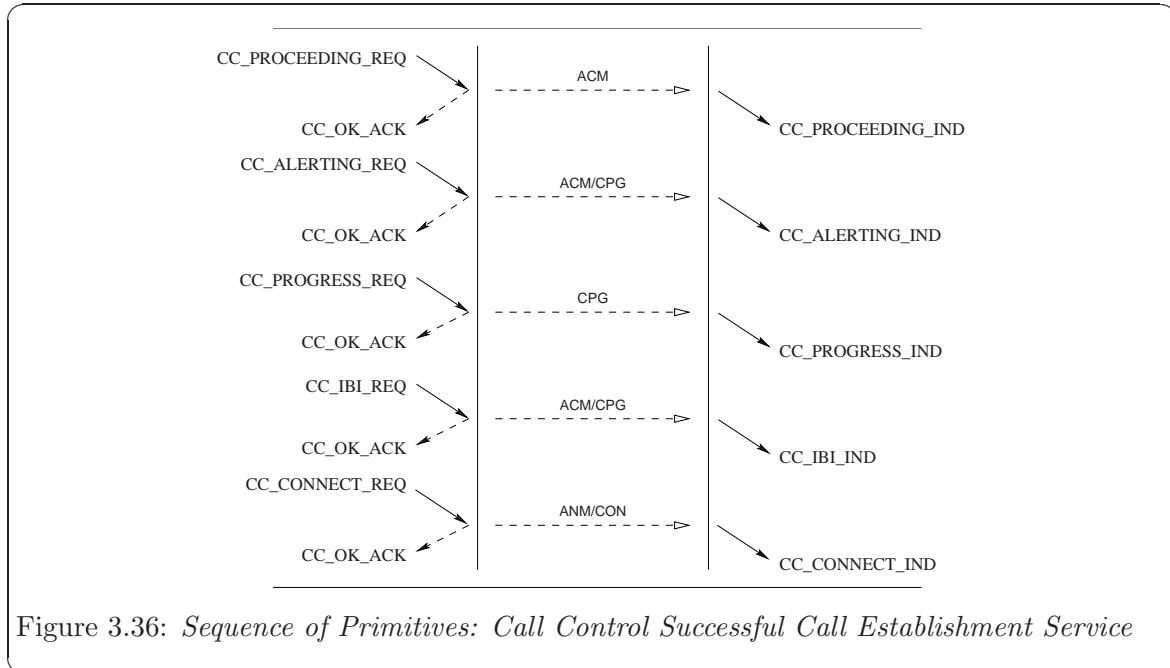 CC_PROCEEDING_REQ
ACM
CC_OK_ACK
CC_PROCEEDING_IND
CC_ALERTING_REQ
ACM/CPG
CC_OK_ACK
CC_ALERTING_IND
CC_PROGRESS_REQ
CPG
CC_OK_ACK
CC_PROGRESS_IND
CC_IBI_REQ
ACM/CPG
CC_OK_ACK
CC_IBI_IND
CC_CONNECT_REQ
ANM/CON
CC_OK_ACK
CC_CONNECT_IND
Figure 3.36: Sequence of Primitives: Call Control Successful Call Establishment Service